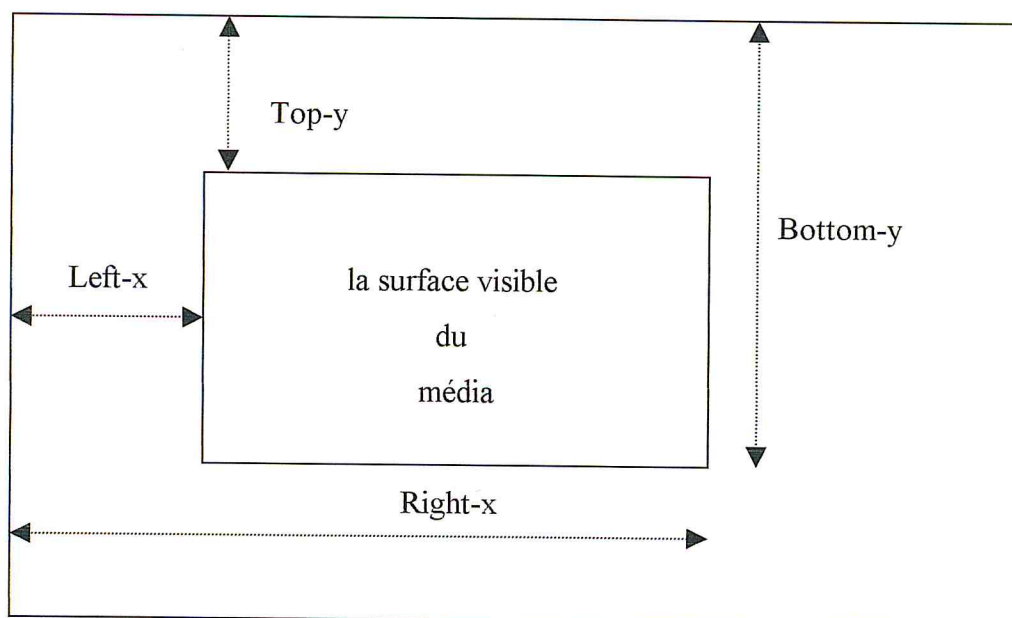 Top-y
Bottom-y
Left-x
la surface visible
du
média
Right-x